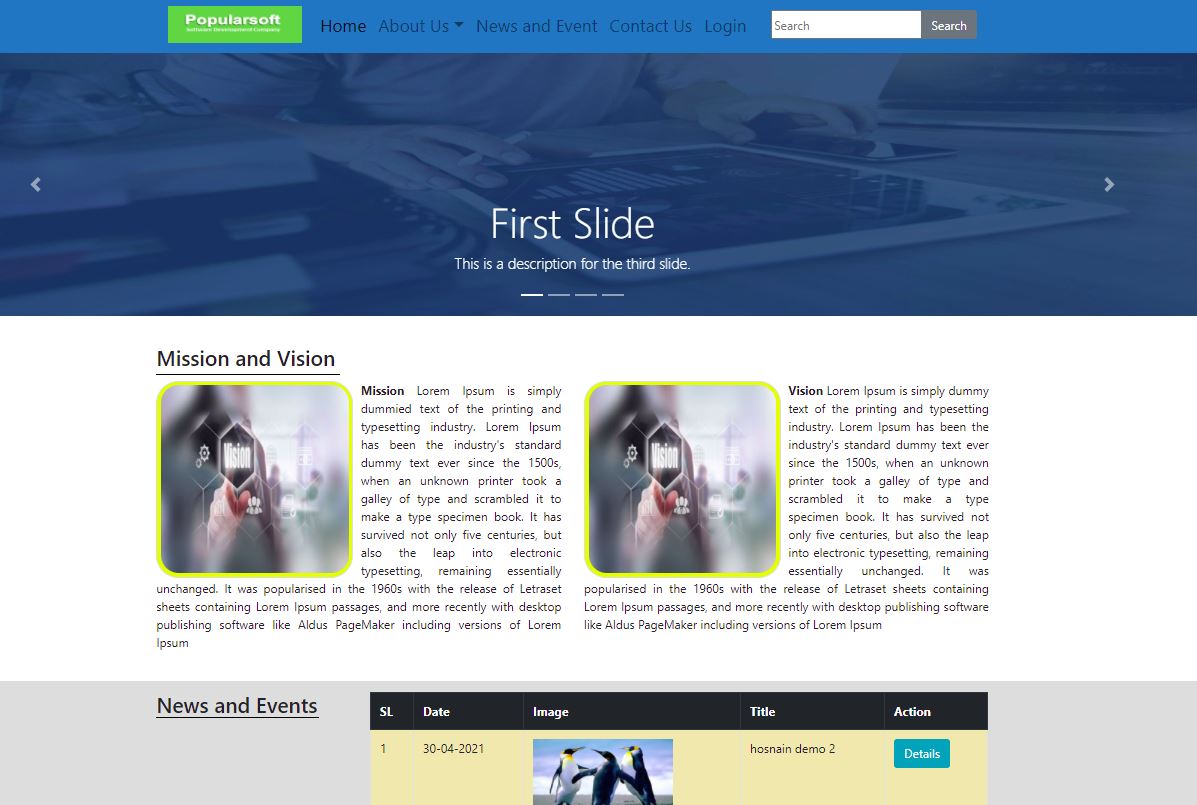 Popularsoft
Software Development Company
Home About Us News and Event Contact Us Login Search Search
First Slide
This is a description for the third slide.
Mission and Vision
Vision
Mission Lorem Ipsum is simply
dummied text of the printing and
typesetting industry. Lorem Ipsum
has been the industry's standard
dummy text ever since the 1500s,
when an unknown printer took a
galley of type and scrambled it to
make a type specimen book. It has
survived not only five centuries, but
also the leap into electronic
typesetting, remaining essentially
unchanged. It was popularised in the 1960s with the release of Letraset
sheets containing Lorem Ipsum passages, and more recently with desktop
publishing software like Aldus PageMaker including versions of Lorem
Ipsum
Vision
Vision Lorem Ipsum is simply dummy
text of the printing and typesetting
industry. Lorem Ipsum has been the
industry's standard dummy text ever
since the 1500s, when an unknown
printer took a galley of type and
scrambled it to make a type
specimen book. It has survived not
only five centuries, but also the leap
into electronic typesetting, remaining
essentially unchanged. It was
popularised in the 1960s with the release of Letraset sheets containing
Lorem Ipsum passages, and more recently with desktop publishing software
like Aldus PageMaker including versions of Lorem Ipsum
News and Events
SL Date Image Title Action
1 30-04-2021 hosnain demo 2 Details